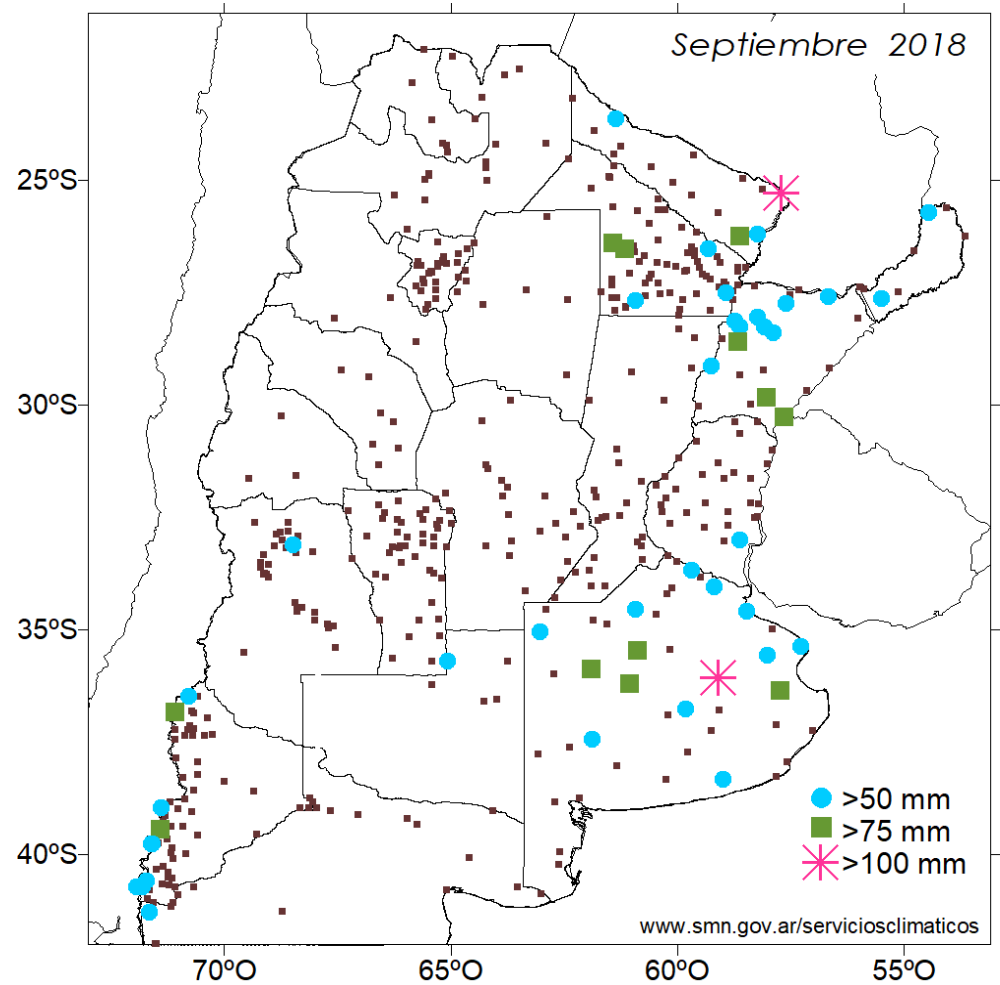 Septiembre 2018
25ºS
30ºS
35ºS
40ºS
>50 mm
>75 mm
>100 mm
www.smn.gov.ar/serviciosclimaticos
70ºO
65ºO
60ºO
55ºO